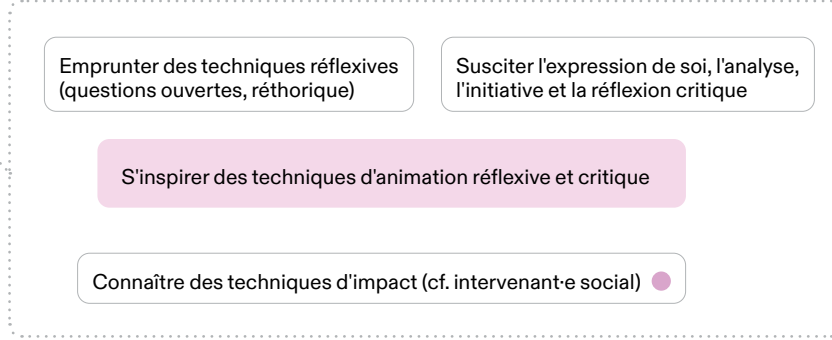 Emprunter des techniques réflexives
(questions ouvertes, réthorique)
Susciter l'expression de soi, l'analyse,
l'initiative et la réflexion critique
S'inspirer des techniques d'animation réflexive et critique
Connaître des techniques d'impact (cf. intervenant·e social)